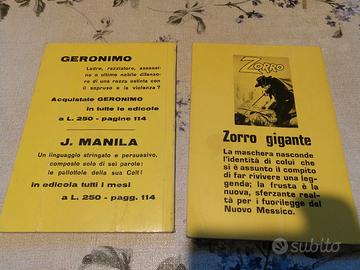 GERONIMO
Ladro, razziatore, assassi-
no o ultimo nobile difenso-
re di una razza estinta con
il sopruso e la violenza?
Acquistate GERONIMO
in tutte le edicole
a L. 250 - pagine 114
J. MANILA
Un linguaggio stringato e persuasivo,
composto solo di sei parole:
le pallottole della sua Colt!
in edicola tutti i mesi
a L. 250 - pagg. 114
ZORRO
Zorro gigante
La maschera nasconde
l'identità di colui che
si è assunto il compito
di far rivivere una leg-
genda; la frusta è la
nuova, sferzante real-
tà per i fuorilegge del
Nuovo Messico.
subito